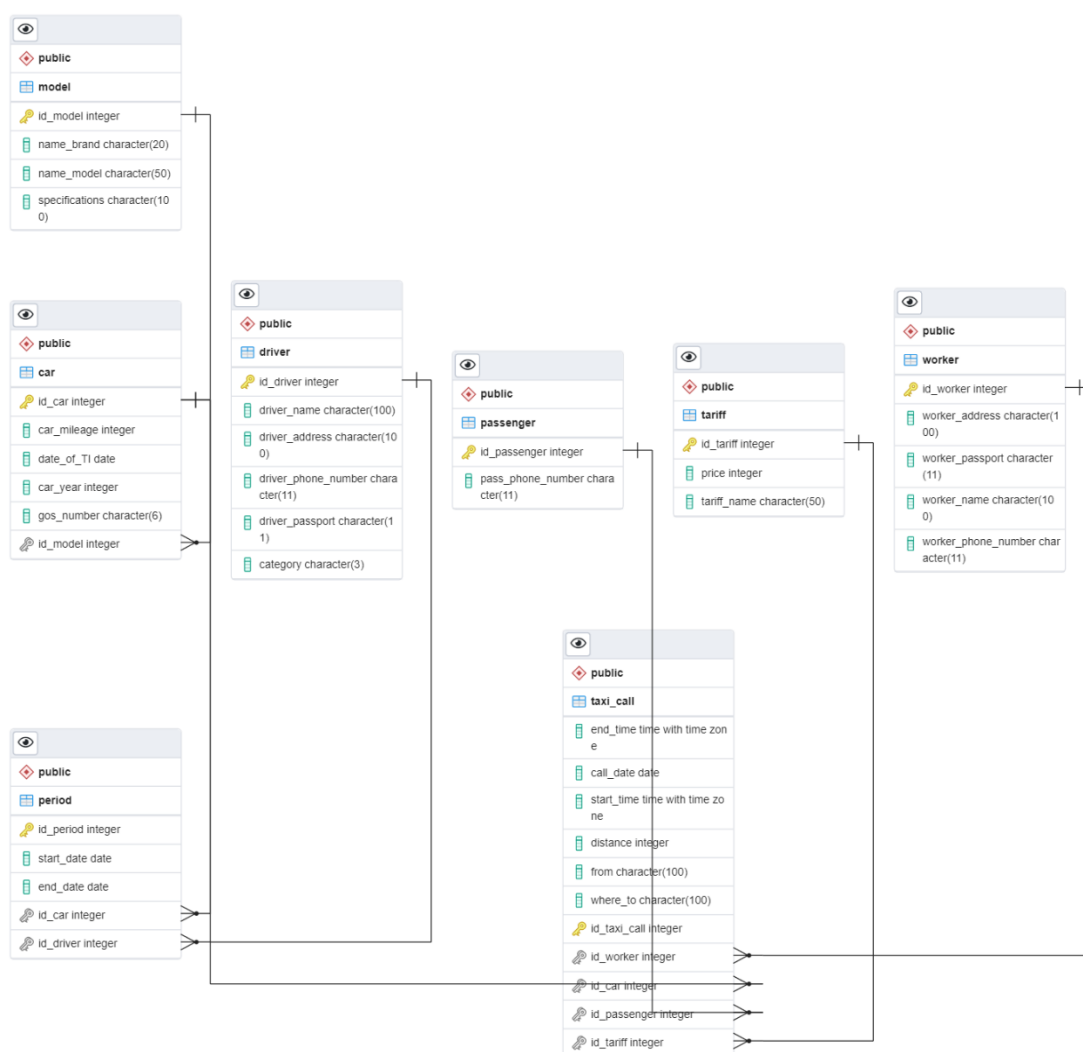 public
model
id_model integer
name_brand character(20)
name_model character(50)
specifications character(10
0)
public
car
id_car integer
car_mileage integer
date_of_TI date
car_year integer
gos_number character(6)
id_model integer
public
driver
id_driver integer
driver_name character(100)
driver_address character(10
0)
driver_phone_number chara
cter(11)
driver_passport character(1
1)
category character(3)
public
passenger
id_passenger integer
pass_phone_number chara
cter(11)
public
tariff
id_tariff integer
price integer
tariff_name character(50)
public
worker
id_worker integer
worker_address character(1
00)
worker_passport character
(11)
worker_name character(10
0)
worker_phone_number char
acter(11)
public
period
id_period integer
start_date date
end_date date
id_car integer
id_driver integer
public
taxi_call
end_time time with time zon
e
call_date date
start_time time with time zo
ne
distance integer
from character(100)
where_to character(100)
id_taxi_call integer
id_worker integer
id_car integer
id_passenger integer
id_tariff integer